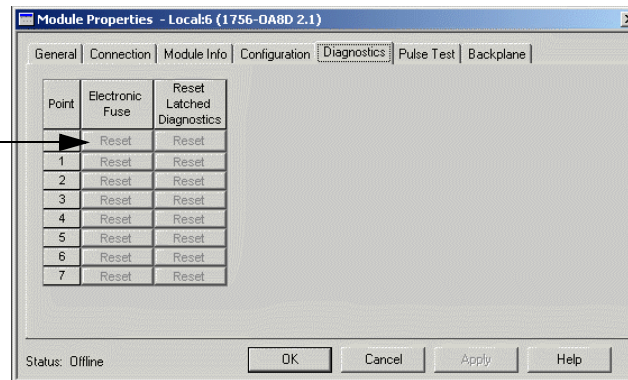 Module Properties - Local:6 (1756-OA8D 2.1)
General Connection Module Info Configuration Diagnostics Pulse Test Backplane
Point Electronic Fuse Reset Latched Diagnostics
Reset Reset
1 Reset Reset
2 Reset Reset
3 Reset Reset
4 Reset Reset
5 Reset Reset
6 Reset Reset
7 Reset Reset
Status: Offline OK Cancel Apply Help